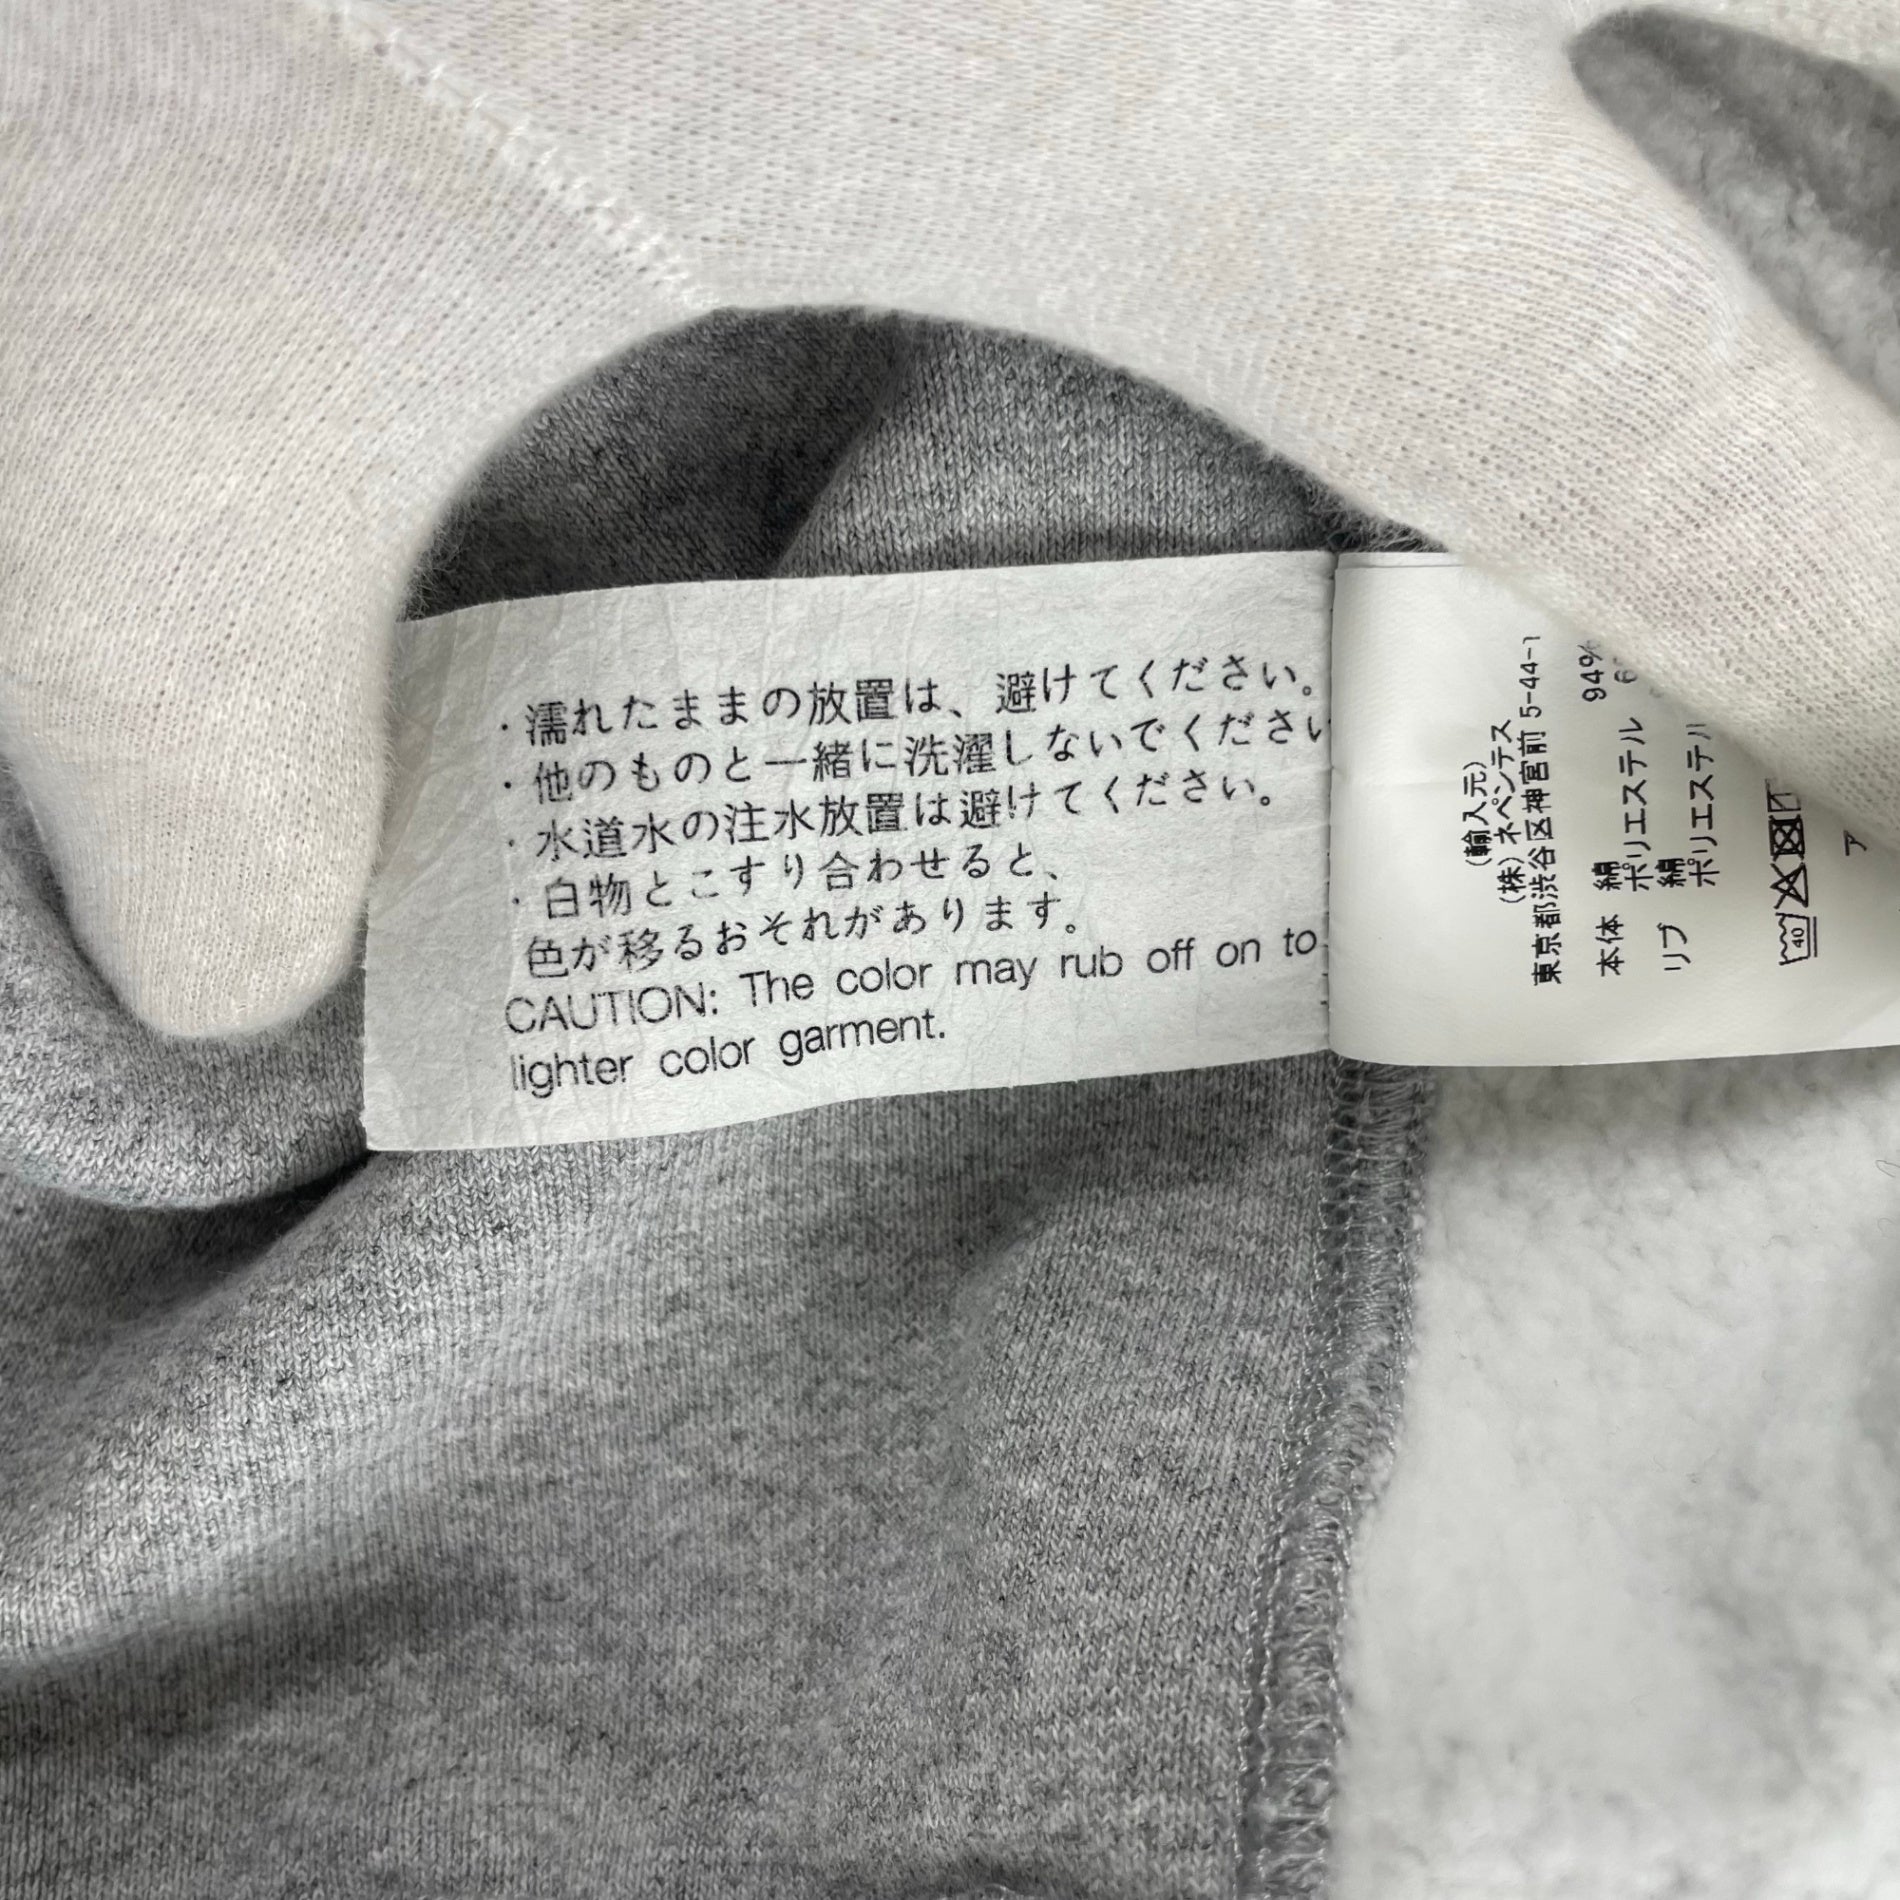 ・濡れたままの放置は、避けてください。
・他のものと一緒に洗濯しないでください
・水道水の注水放置は避けてください。
・白物とこすり合わせると、
色が移るおそれがあります。
CAUTION: The color may rub off on to
lighter color garment.
(輸入元)
(株)ネペンテス
東京都渋谷区神宮前 5-44-1
本体 綿 94%
ポリエステル
リブ 綿
ポリエステル
40
ア